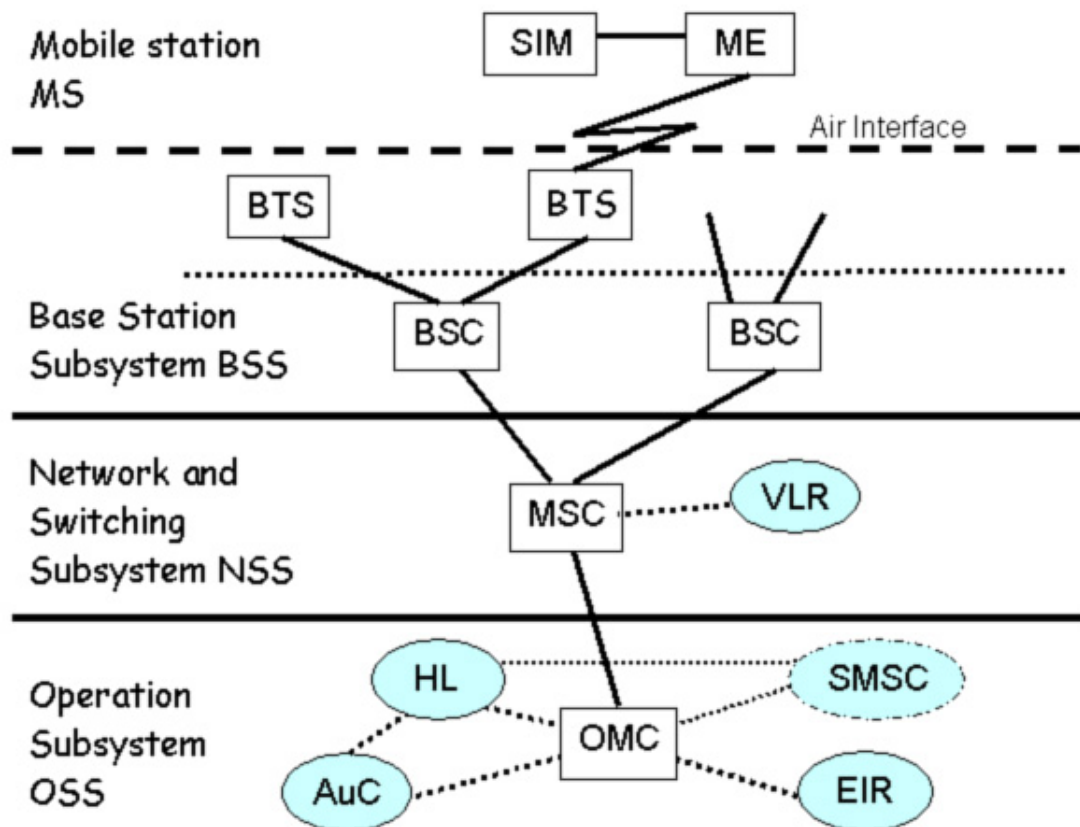 Mobile station
MS
SIM
ME
Air Interface
BTS
BTS
Base Station
Subsystem BSS
BSC
BSC
Network and
Switching
Subsystem NSS
MSC
VLR
Operation
Subsystem
OSS
HL
SMSC
OMC
AuC
EIR